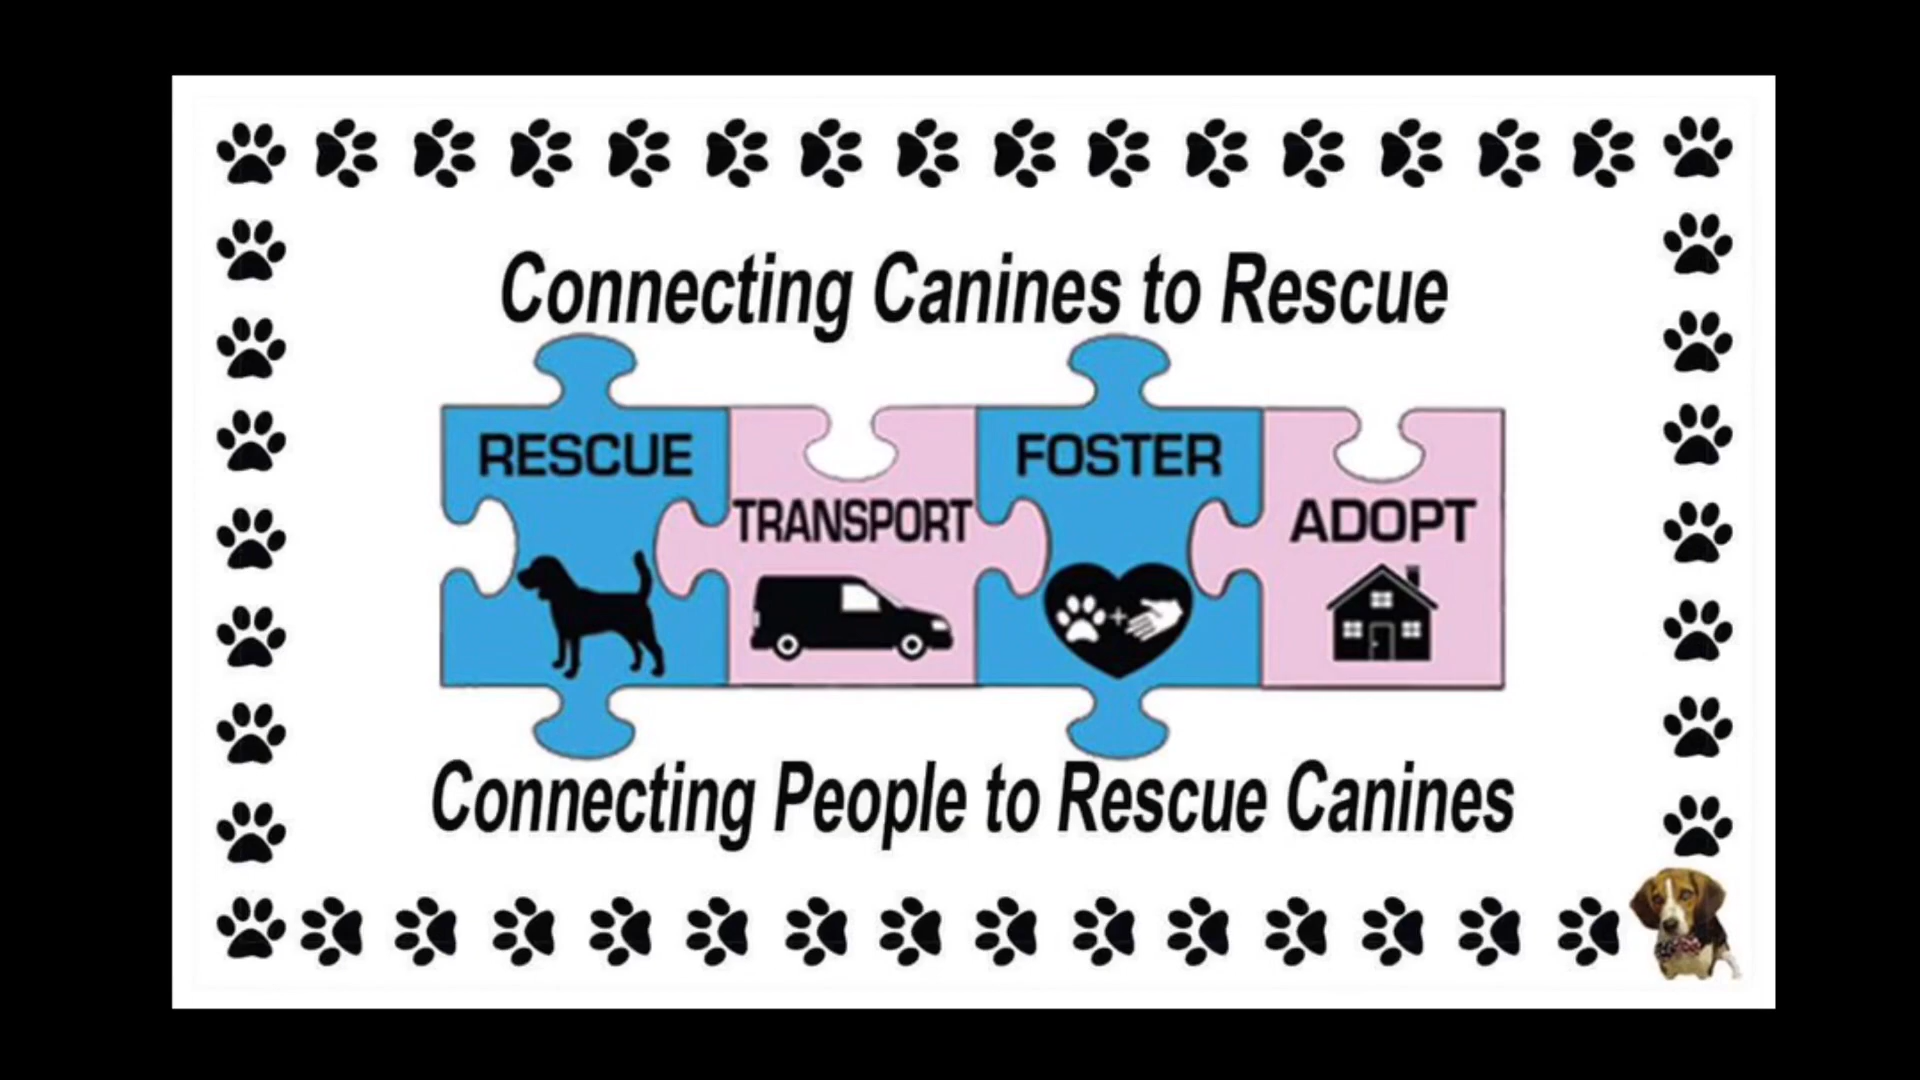 Connecting Canines to Rescue
RESCUE
TRANSPORT
FOSTER
ADOPT
Connecting People to Rescue Canines